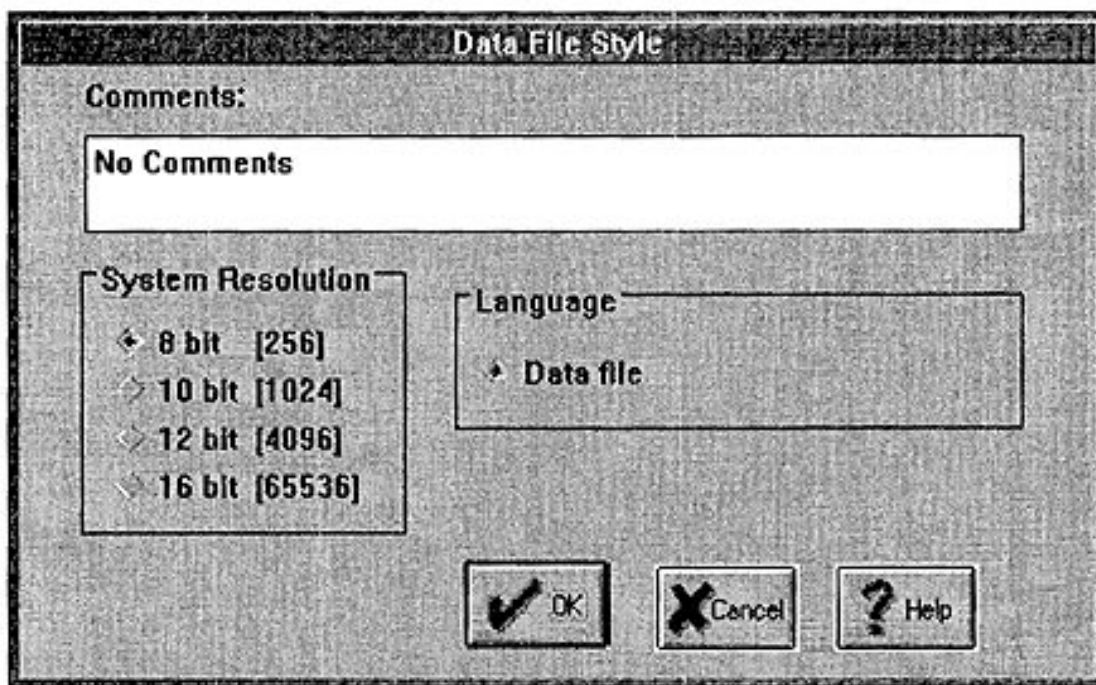 Data File Style
Comments:
No Comments
System Resolution
8 bit [256]
10 bit [1024]
12 bit [4096]
16 bit [65536]
Language
Data file
OK
Cancel
Help